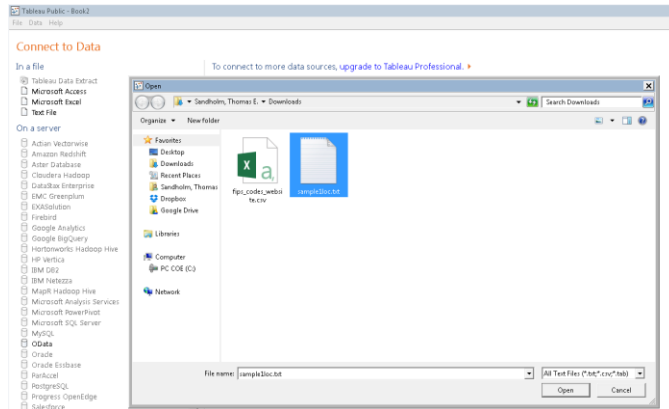 Tableau Public - Book2
File Data Help
Connect to Data
In a file
Tableau Data Extract
Microsoft Access
Microsoft Excel
Text File
On a server
Actian Vectorwise
Amazon Redshift
Aster Database
Cloudera Hadoop
DataStax Enterprise
EMC Greenplum
EXASolution
Firebird
Google Analytics
Google BigQuery
Hortonworks Hadoop Hive
HP Vertica
IBM DB2
IBM Netezza
MapR Hadoop Hive
Microsoft Analysis Services
Microsoft PowerPivot
Microsoft SQL Server
MySQL
OData
Oracle
Oracle Essbase
ParAccel
PostgreSQL
Progress OpenEdge
Salesforce
To connect to more data sources, upgrade to Tableau Professional.
Open
Sandholm, Thomas E. Downloads
Search Downloads
Organize New folder
Favorites
Desktop
Downloads
Recent Places
Sandholm, Thomas
Dropbox
Google Drive
Libraries
Computer
PC COE (C:)
Network
fips_codes_websi
te.csv
sample1loc.txt
File name: sample1loc.txt
All Text Files (*.txt;*.csv;*.tab)
Open Cancel